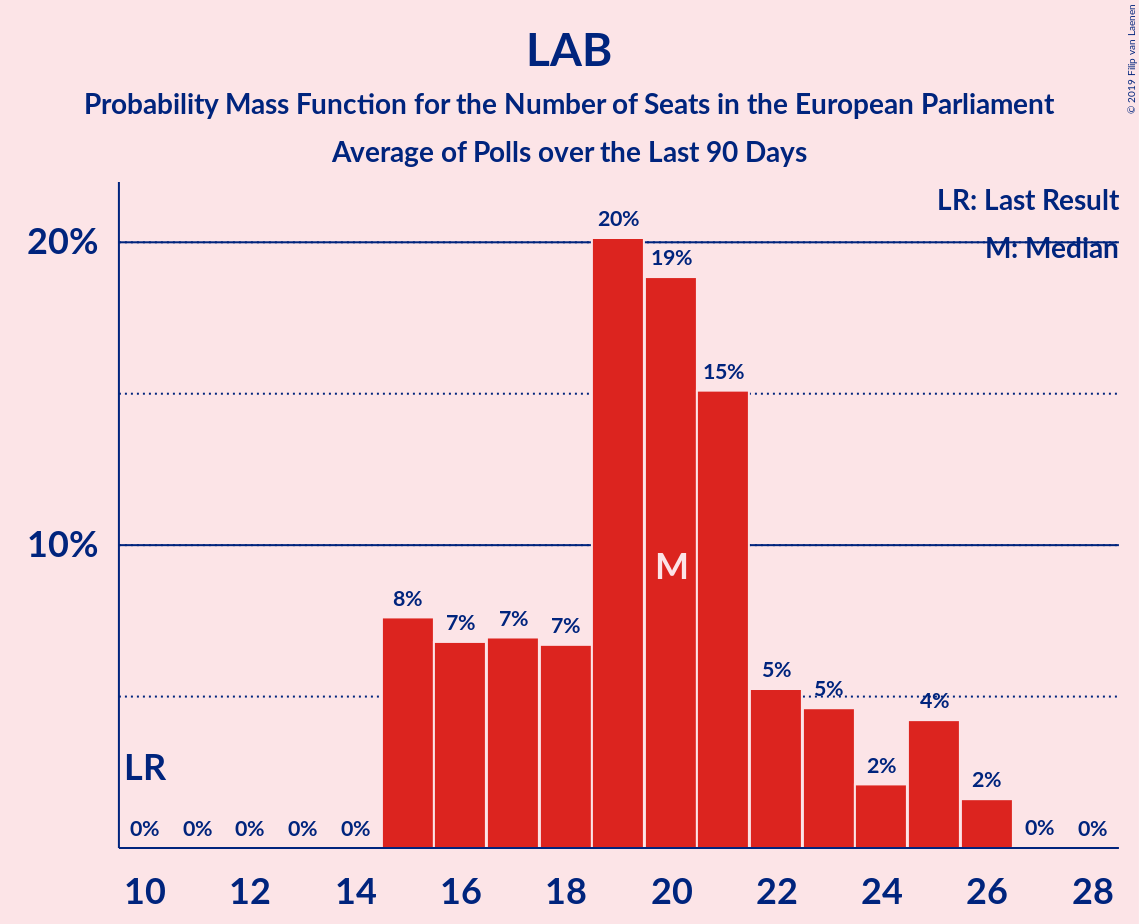 LAB
Probability Mass Function for the Number of Seats in the European Parliament
Average of Polls over the Last 90 Days
© 2019 Filip van Laenen
LR: Last Result
M: Median
20%
10%
LR
0% 0% 0% 0% 0% 8% 7% 7% 7% 20% 19% 15% 5% 5% 2% 4% 2% 0% 0%
M
10 12 14 16 18 20 22 24 26 28